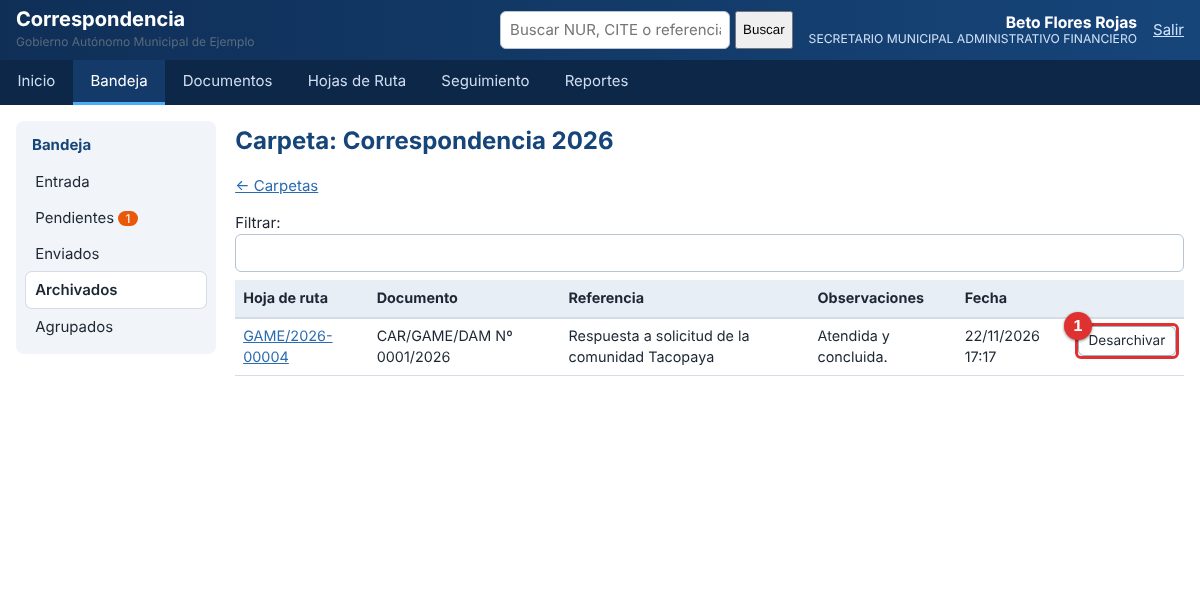 Correspondencia
Gobierno Autónomo Municipal de Ejemplo
Buscar NUR, CITE o referencia
Buscar
Beto Flores Rojas
SECRETARIO MUNICIPAL ADMINISTRATIVO FINANCIERO
Salir
Inicio
Bandeja
Documentos
Hojas de Ruta
Seguimiento
Reportes
Bandeja
Entrada
Pendientes 1
Enviados
Archivados
Agrupados
Carpeta: Correspondencia 2026
← Carpetas
Filtrar:
Hoja de ruta
Documento
Referencia
Observaciones
Fecha
GAME/2026-
00004
CAR/GAME/DAM Nº
0001/2026
Respuesta a solicitud de la
comunidad Tacopaya
Atendida y
concluida.
22/11/2026
17:17
1
Desarchivar